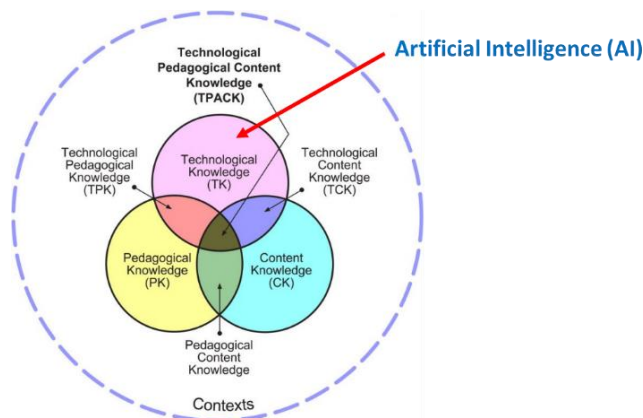 Artificial Intelligence (AI)
Technological
Pedagogical Content
Knowledge
(TPACK)
Technological
Pedagogical
Knowledge
(TPK)
Technological
Knowledge
(TK)
Technological
Content
Knowledge
(TCK)
Pedagogical
Knowledge
(PK)
Content
Knowledge
(CK)
Pedagogical
Content
Knowledge
Contexts